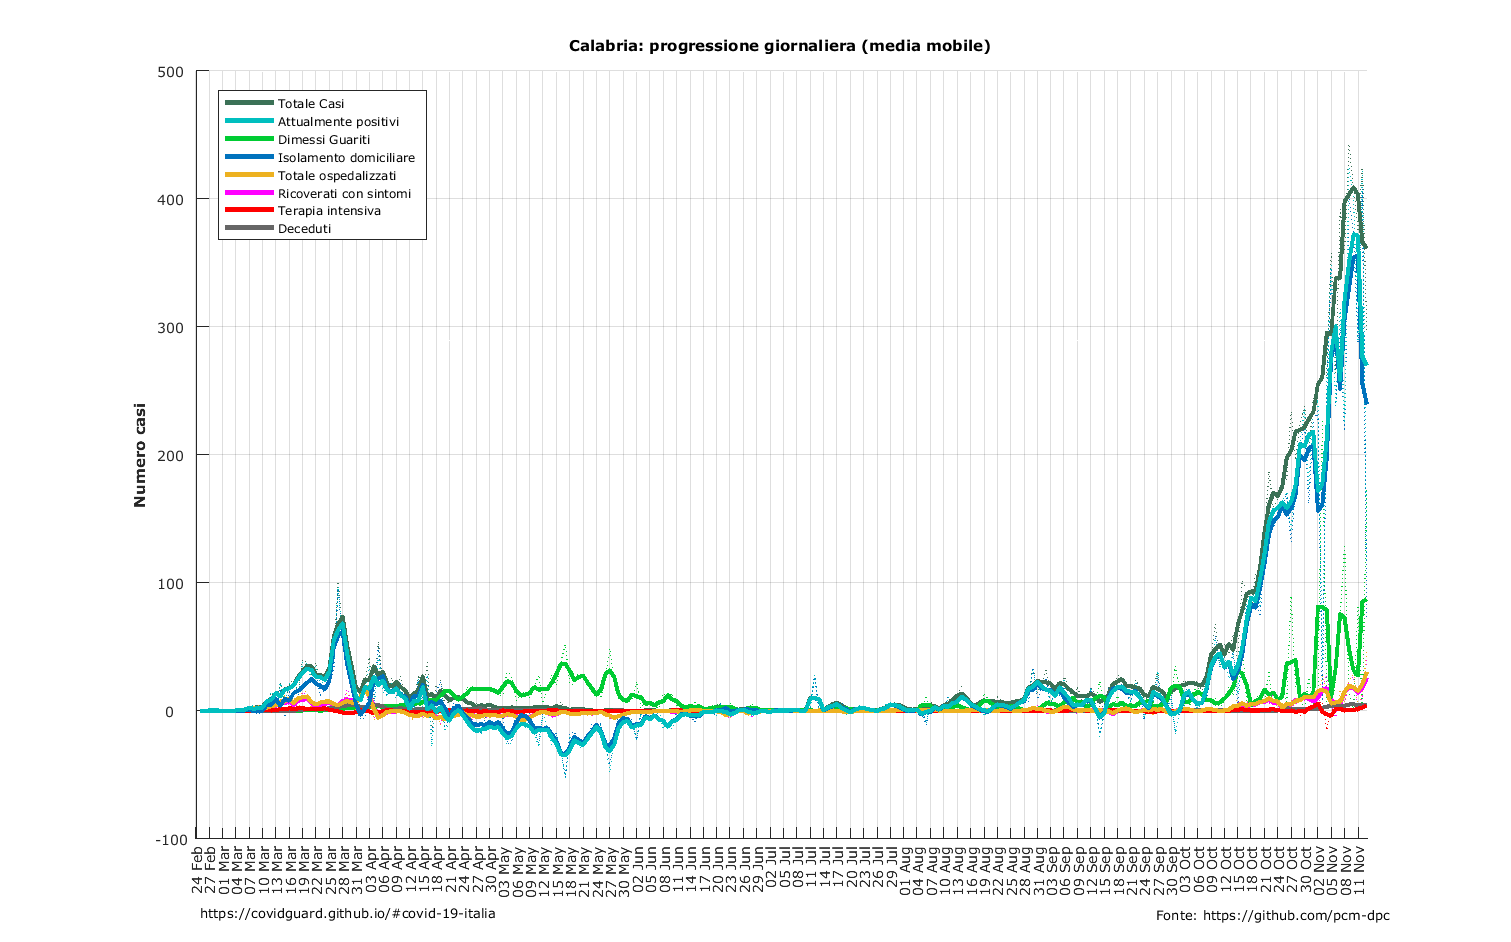 Calabria: progressione giornaliera (media mobile)
500
400
300
200
100
0
-100
Numero casi
Totale Casi
Attualmente positivi
Dimessi Guariti
Isolamento domiciliare
Totale ospedalizzati
Ricoverati con sintomi
Terapia intensiva
Deceduti
24 Feb
27 Feb
01 Mar
04 Mar
07 Mar
10 Mar
13 Mar
16 Mar
19 Mar
22 Mar
25 Mar
28 Mar
31 Mar
03 Apr
06 Apr
09 Apr
12 Apr
15 Apr
18 Apr
21 Apr
24 Apr
27 Apr
30 Apr
03 May
06 May
09 May
12 May
15 May
18 May
21 May
24 May
27 May
30 May
02 Jun
05 Jun
08 Jun
11 Jun
14 Jun
17 Jun
20 Jun
23 Jun
26 Jun
29 Jun
02 Jul
05 Jul
08 Jul
11 Jul
14 Jul
17 Jul
20 Jul
23 Jul
26 Jul
29 Jul
01 Aug
04 Aug
07 Aug
10 Aug
13 Aug
16 Aug
19 Aug
22 Aug
25 Aug
28 Aug
31 Aug
03 Sep
06 Sep
09 Sep
12 Sep
15 Sep
18 Sep
21 Sep
24 Sep
27 Sep
30 Sep
03 Oct
06 Oct
09 Oct
12 Oct
15 Oct
18 Oct
21 Oct
24 Oct
27 Oct
30 Oct
02 Nov
05 Nov
08 Nov
11 Nov
https://covidguard.github.io/#covid-19-italia
Fonte: https://github.com/pcm-dpc